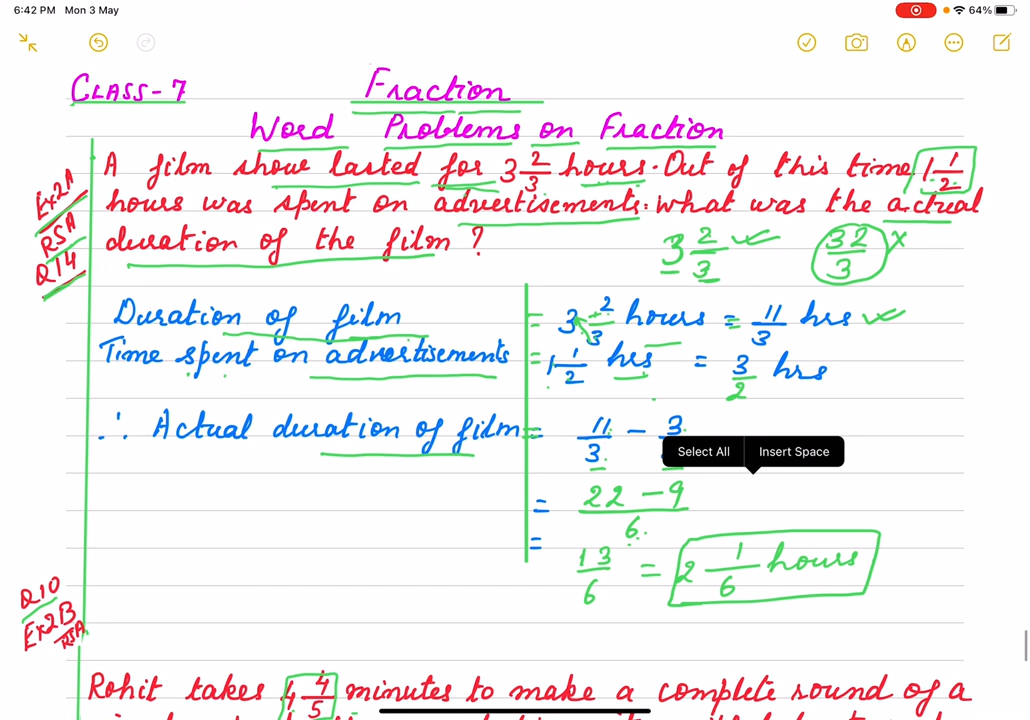 6:42 PM Mon 3 May 64%
CLASS-7 Fraction
Word Problems on Fraction
A film show lasted for 3 2/3 hours. Out of this time 1 1/2
hours was spent on advertisements. What was the actual
duration of the film ?
Ex2A
RSA
Q14
3 2/3 ✓ 32/3 x
Duration of film = 3 2/3 hours = 11/3 hrs ✓
Time spent on advertisements = 1 1/2 hrs = 3/2 hrs
∴ Actual duration of film = 11/3 - 3
Select All Insert Space
= 22 - 9 / 6
= 13/6 = 2 1/6 hours
Q10
Ex2B
RSA
Rohit takes 4 4/5 minutes to make a complete round of a